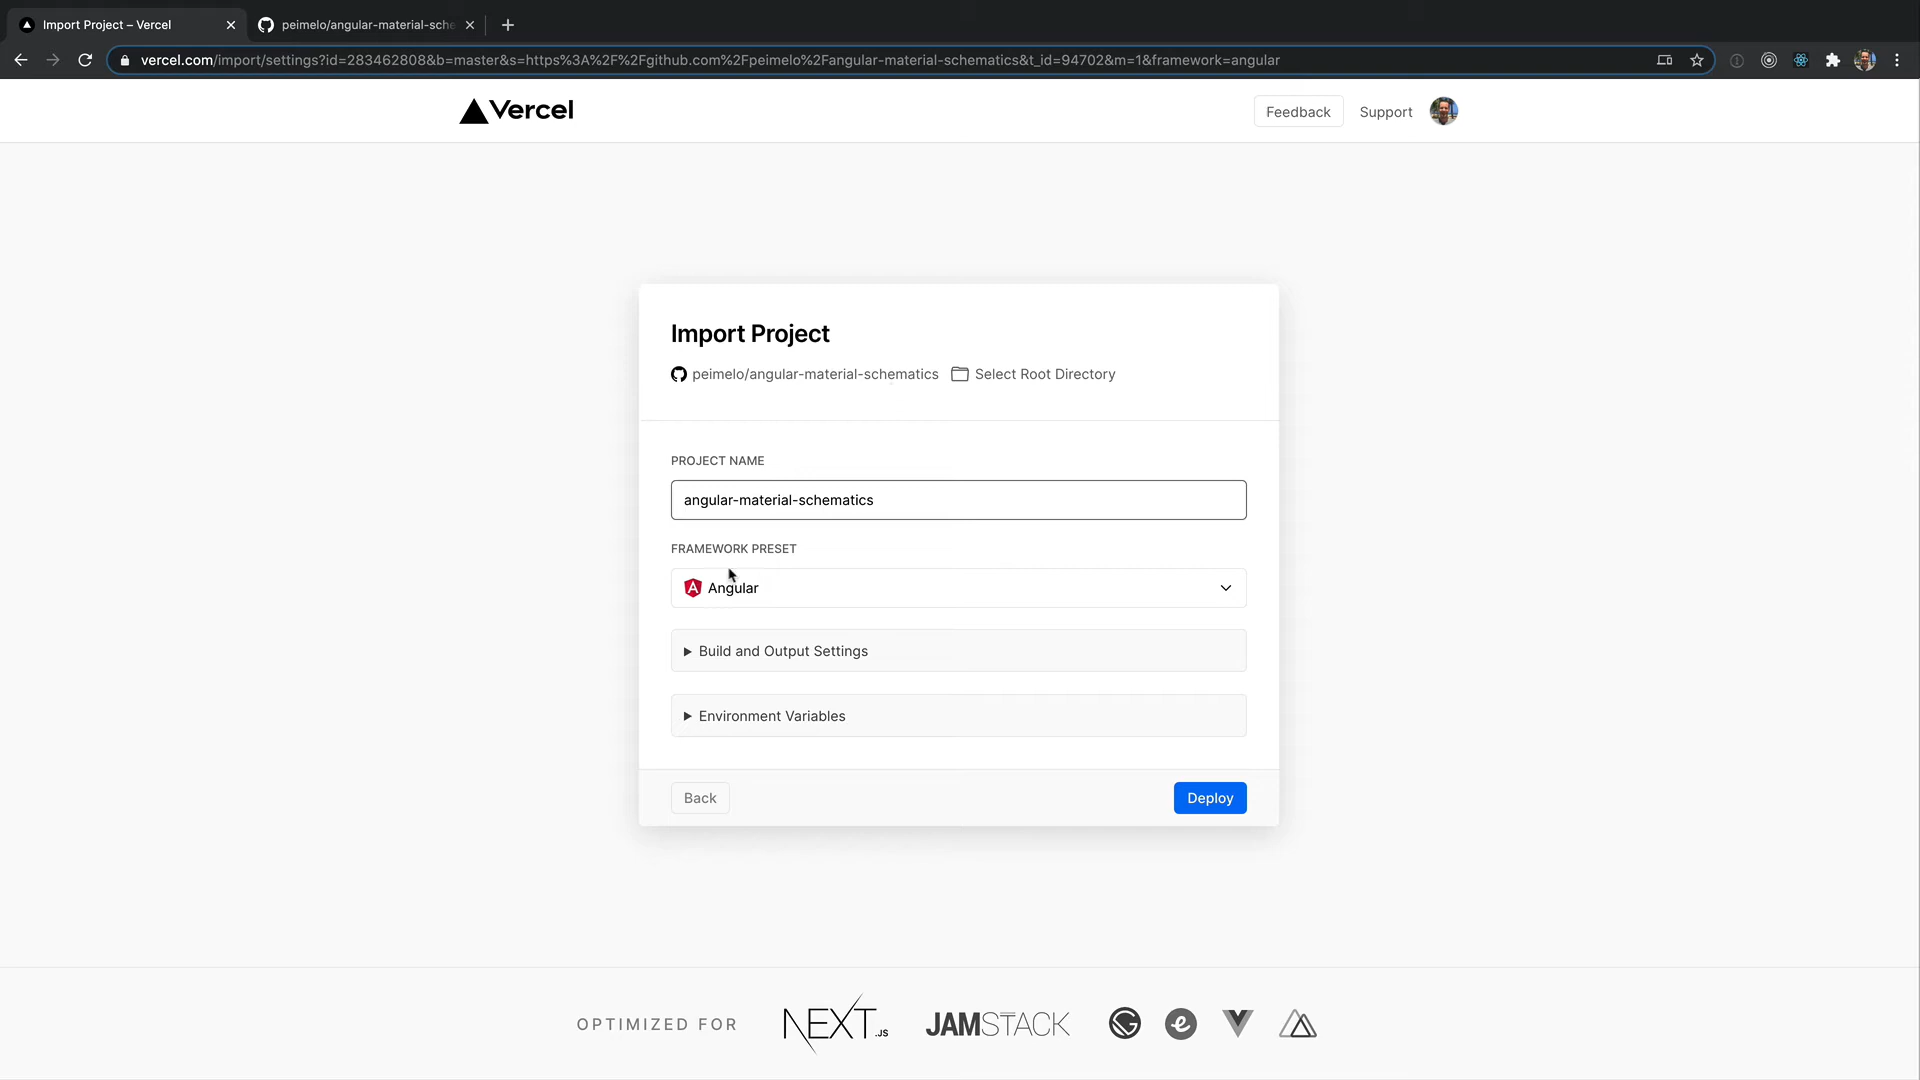 Import Project – Vercel
peimelo/angular-material-sche
vercel.com/import/settings?id=283462808&b=master&s=https%3A%2F%2Fgithub.com%2Fpeimelo%2Fangular-material-schematics&t_id=94702&m=1&framework=angular
Vercel
Feedback
Support
Import Project
peimelo/angular-material-schematics
Select Root Directory
PROJECT NAME
angular-material-schematics
FRAMEWORK PRESET
Angular
Build and Output Settings
Environment Variables
Back
Deploy
OPTIMIZED FOR
NEXT.JS
JAMSTACK